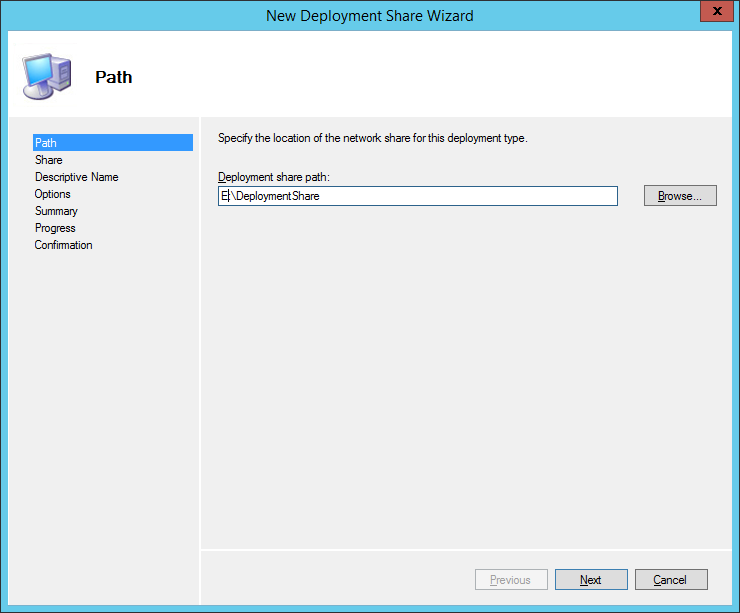 New Deployment Share Wizard
x
Path
Path
Share
Descriptive Name
Options
Summary
Progress
Confirmation
Specify the location of the network share for this deployment type.
Deployment share path:
E:\DeploymentShare
Browse...
Previous
Next
Cancel